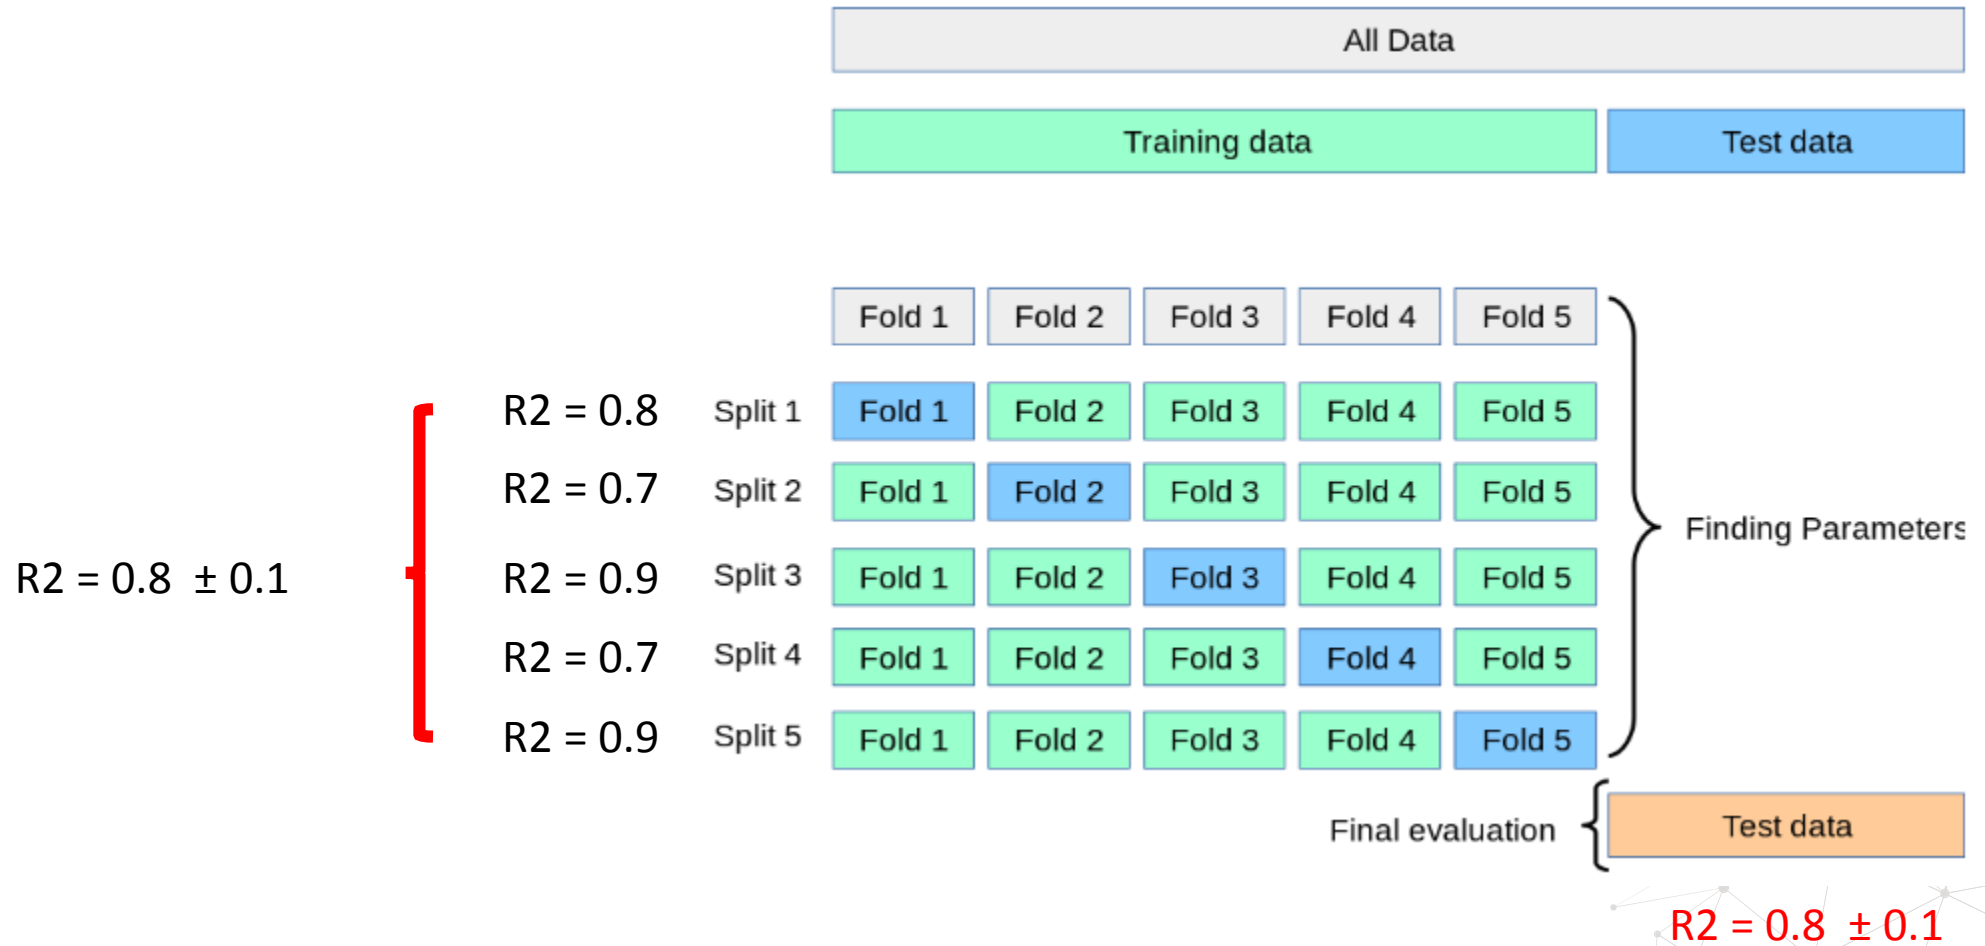 All Data
Training data Test data
Fold 1 Fold 2 Fold 3 Fold 4 Fold 5
R2 = 0.8 Split 1 Fold 1 Fold 2 Fold 3 Fold 4 Fold 5
R2 = 0.7 Split 2 Fold 1 Fold 2 Fold 3 Fold 4 Fold 5
Finding Parameters
R2 = 0.8 ± 0.1 R2 = 0.9 Split 3 Fold 1 Fold 2 Fold 3 Fold 4 Fold 5
R2 = 0.7 Split 4 Fold 1 Fold 2 Fold 3 Fold 4 Fold 5
R2 = 0.9 Split 5 Fold 1 Fold 2 Fold 3 Fold 4 Fold 5
Final evaluation Test data
R2 = 0.8 ± 0.1